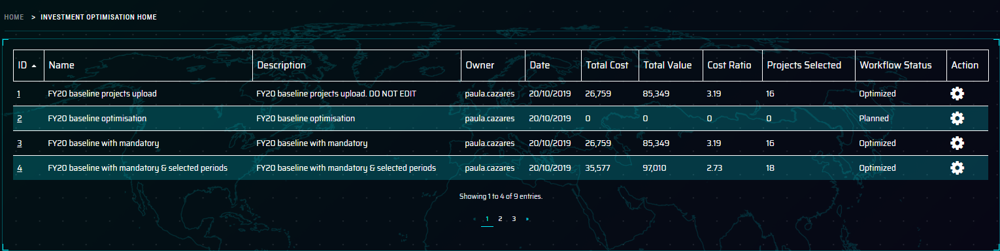 HOME > INVESTMENT OPTIMISATION HOME
ID Name Description Owner Date Total Cost Total Value Cost Ratio Projects Selected Workflow Status Action
1 FY20 baseline projects upload FY20 baseline projects upload. DO NOT EDIT paula.cazares 20/10/2019 26,759 85,349 3.19 16 Optimized
2 FY20 baseline optimisation FY20 baseline optimisation paula.cazares 20/10/2019 0 0 0 0 Planned
3 FY20 baseline with mandatory FY20 baseline with mandatory paula.cazares 20/10/2019 26,759 85,349 3.19 16 Optimized
4 FY20 baseline with mandatory & selected periods FY20 baseline with mandatory & selected periods paula.cazares 20/10/2019 35,577 97,010 2.73 18 Optimized
Showing 1 to 4 of 9 entries.
« 1 2 3 »